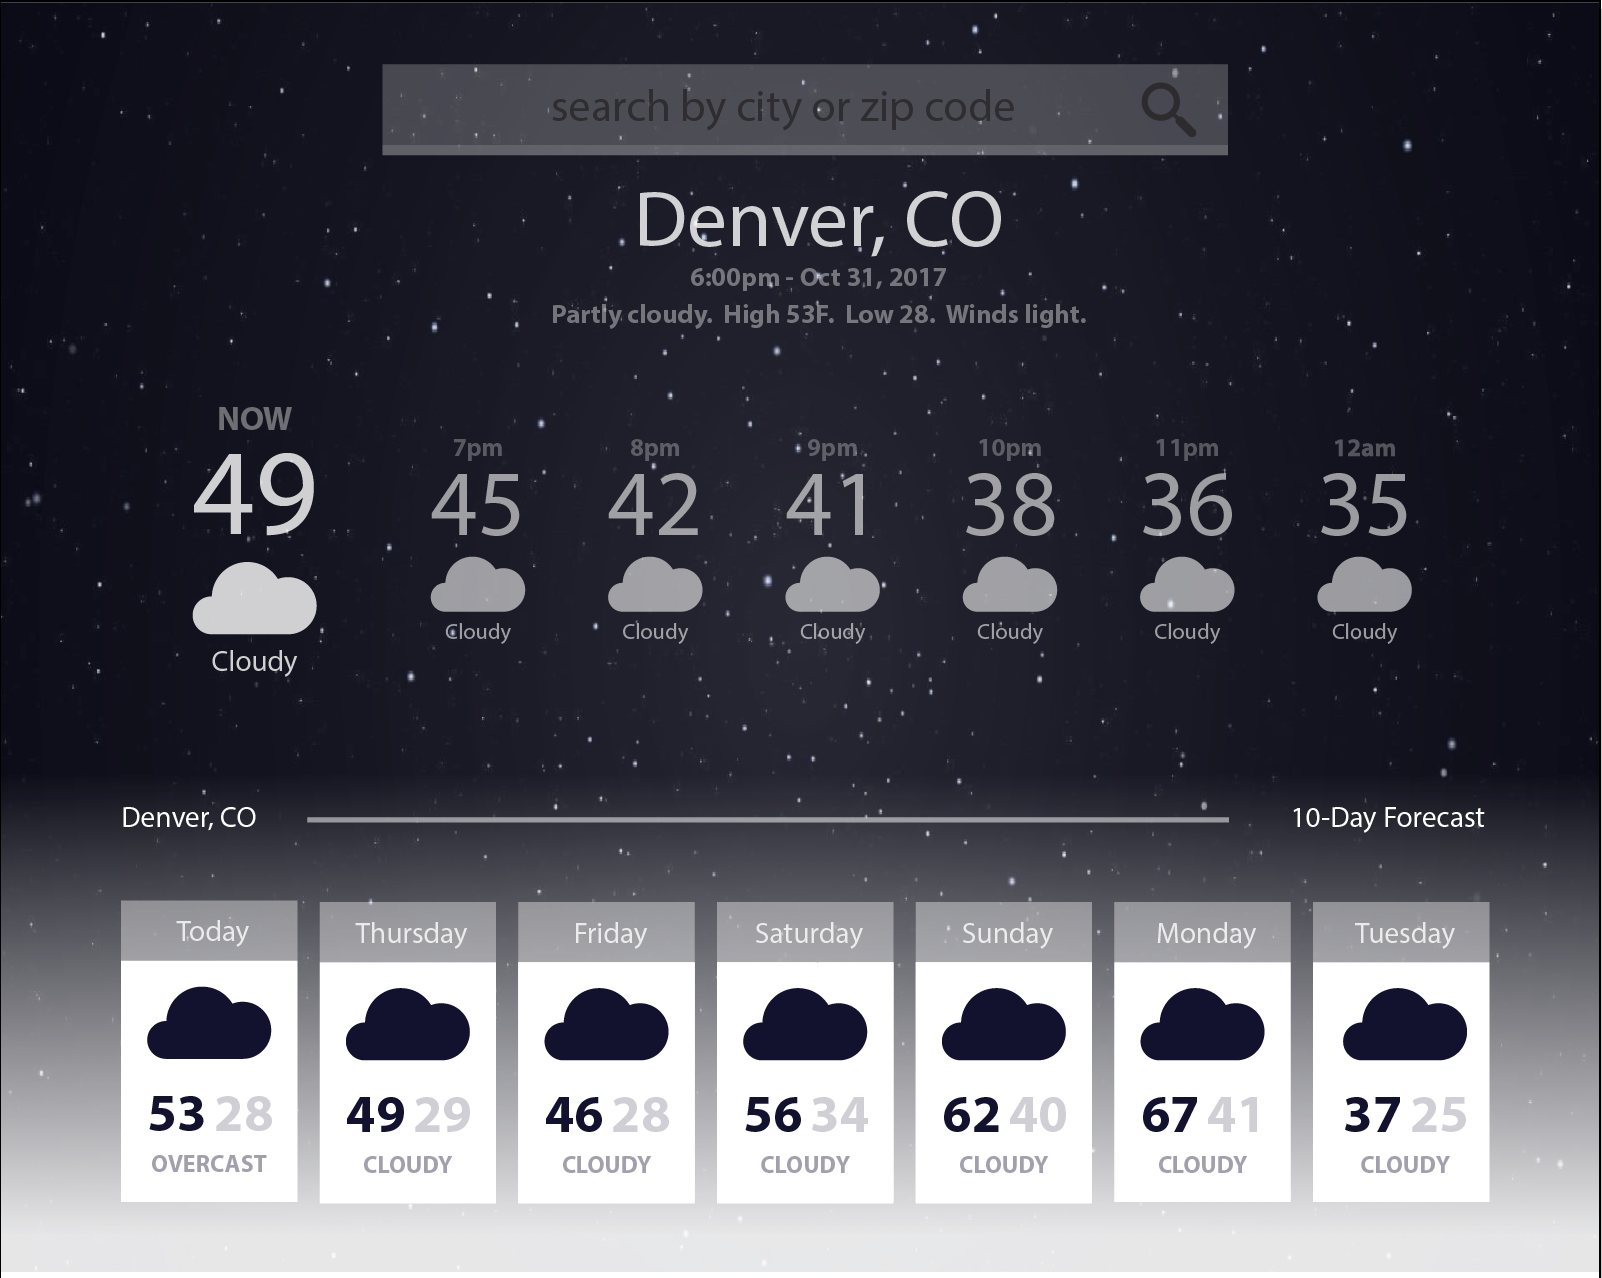 search by city or zip code
Denver, CO
6:00pm - Oct 31, 2017
Partly cloudy.  High 53F.  Low 28.  Winds light.
NOW
49
Cloudy
7pm
45
Cloudy
8pm
42
Cloudy
9pm
41
Cloudy
10pm
38
Cloudy
11pm
36
Cloudy
12am
35
Cloudy
Denver, CO
10-Day Forecast
Today
53 28
OVERCAST
Thursday
49 29
CLOUDY
Friday
46 28
CLOUDY
Saturday
56 34
CLOUDY
Sunday
62 40
CLOUDY
Monday
67 41
CLOUDY
Tuesday
37 25
CLOUDY